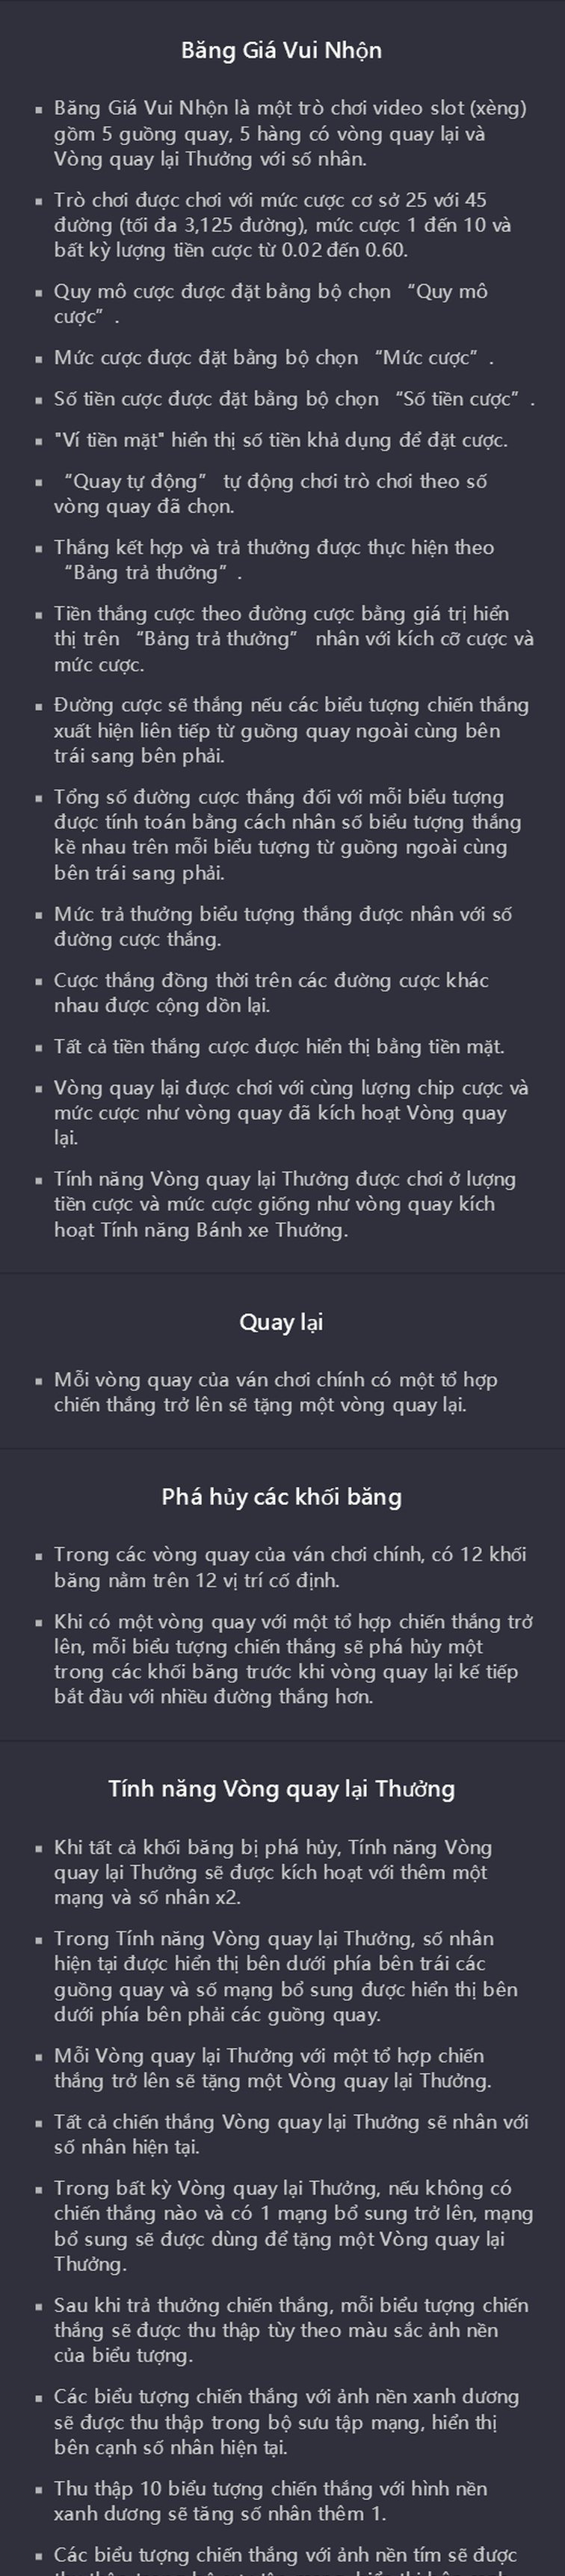 Băng Giá Vui Nhộn
Băng Giá Vui Nhộn là một trò chơi video slot (xèng)
gồm 5 guồng quay, 5 hàng có vòng quay lại và
Vòng quay lại Thưởng với số nhân.
Trò chơi được chơi với mức cược cơ sở 25 với 45
đường (tối đa 3,125 đường), mức cược 1 đến 10 và
bất kỳ lượng tiền cược từ 0.02 đến 0.60.
Quy mô cược được đặt bằng bộ chọn “Quy mô
cược” .
Mức cược được đặt bằng bộ chọn “Mức cược” .
Số tiền cược được đặt bằng bộ chọn “Số tiền cược” .
"Ví tiền mặt" hiển thị số tiền khả dụng để đặt cược.
“Quay tự động” tự động chơi trò chơi theo số
vòng quay đã chọn.
Thắng kết hợp và trả thưởng được thực hiện theo
“Bảng trả thưởng” .
Tiền thắng cược theo đường cược bằng giá trị hiển
thị trên “Bảng trả thưởng” nhân với kích cỡ cược và
mức cược.
Đường cược sẽ thắng nếu các biểu tượng chiến thắng
xuất hiện liên tiếp từ guồng quay ngoài cùng bên
trái sang bên phải.
Tổng số đường cược thắng đối với mỗi biểu tượng
được tính toán bằng cách nhân số biểu tượng thắng
kề nhau trên mỗi biểu tượng từ guồng ngoài cùng
bên trái sang phải.
Mức trả thưởng biểu tượng thắng được nhân với số
đường cược thắng.
Cược thắng đồng thời trên các đường cược khác
nhau được cộng dồn lại.
Tất cả tiền thắng cược được hiển thị bằng tiền mặt.
Vòng quay lại được chơi với cùng lượng chip cược và
mức cược như vòng quay đã kích hoạt Vòng quay
lại.
Tính năng Vòng quay lại Thưởng được chơi ở lượng
tiền cược và mức cược giống như vòng quay kích
hoạt Tính năng Bánh xe Thưởng.
Quay lại
Mỗi vòng quay của ván chơi chính có một tổ hợp
chiến thắng trở lên sẽ tặng một vòng quay lại.
Phá hủy các khối băng
Trong các vòng quay của ván chơi chính, có 12 khối
băng nằm trên 12 vị trí cố định.
Khi có một vòng quay với một tổ hợp chiến thắng trở
lên, mỗi biểu tượng chiến thắng sẽ phá hủy một
trong các khối băng trước khi vòng quay lại kế tiếp
bắt đầu với nhiều đường thắng hơn.
Tính năng Vòng quay lại Thưởng
Khi tất cả khối băng bị phá hủy, Tính năng Vòng
quay lại Thưởng sẽ được kích hoạt với thêm một
mạng và số nhân x2.
Trong Tính năng Vòng quay lại Thưởng, số nhân
hiện tại được hiển thị bên dưới phía bên trái các
guồng quay và số mạng bổ sung được hiển thị bên
dưới phía bên phải các guồng quay.
Mỗi Vòng quay lại Thưởng với một tổ hợp chiến
thắng trở lên sẽ tặng một Vòng quay lại Thưởng.
Tất cả chiến thắng Vòng quay lại Thưởng sẽ nhân với
số nhân hiện tại.
Trong bất kỳ Vòng quay lại Thưởng, nếu không có
chiến thắng nào và có 1 mạng bổ sung trở lên, mạng
bổ sung sẽ được dùng để tặng một Vòng quay lại
Thưởng.
Sau khi trả thưởng chiến thắng, mỗi biểu tượng chiến
thắng sẽ được thu thập tùy theo màu sắc ảnh nền
của biểu tượng.
Các biểu tượng chiến thắng với ảnh nền xanh dương
sẽ được thu thập trong bộ sưu tập mạng, hiển thị
bên cạnh số nhân hiện tại.
Thu thập 10 biểu tượng chiến thắng với hình nền
xanh dương sẽ tăng số nhân thêm 1.
Các biểu tượng chiến thắng với ảnh nền tím sẽ được